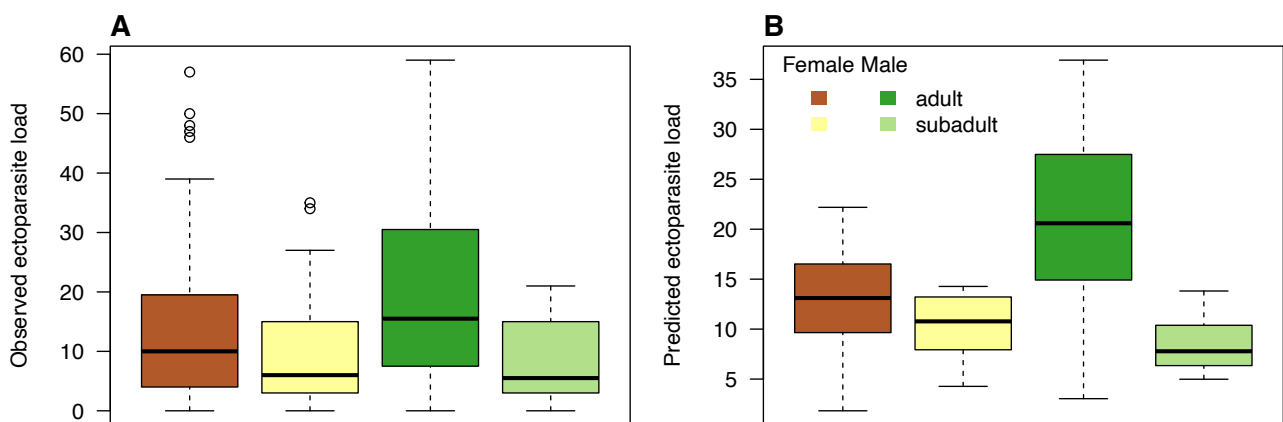 A
Observed ectoparasite load
60
50
40
30
20
10
0
B
Predicted ectoparasite load
35
30
25
20
15
10
5
Female Male
adult
subadult